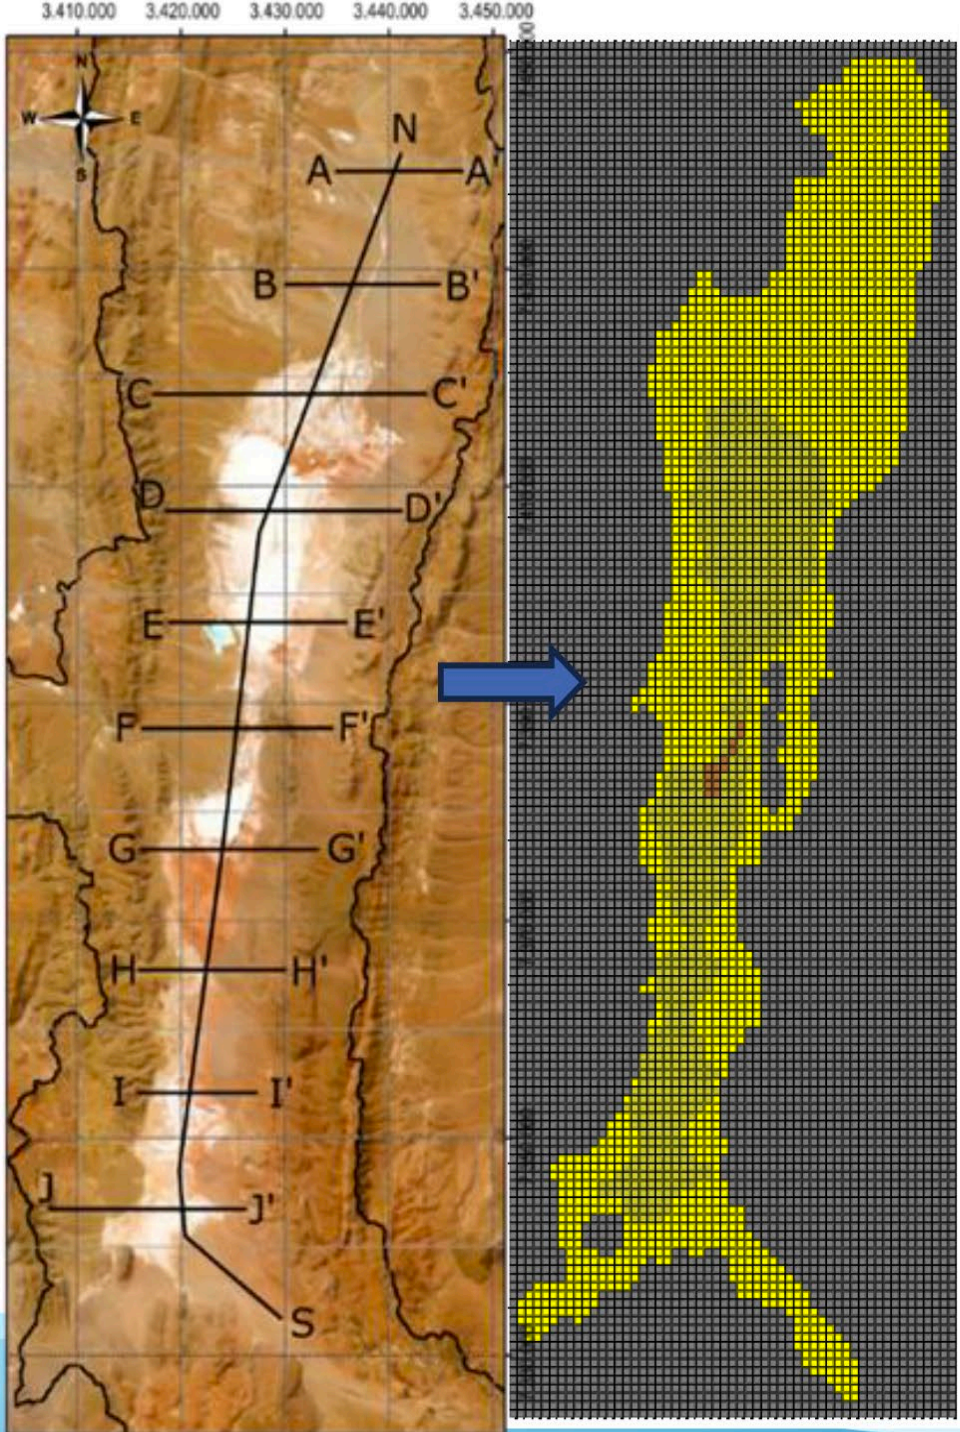 3.410.000 3.420.000 3.430.000 3.440.000 3.450.000
N
W E
S
N
A A'
B B'
C C'
D D'
E E'
F F'
G G'
H H'
I I'
J J'
S